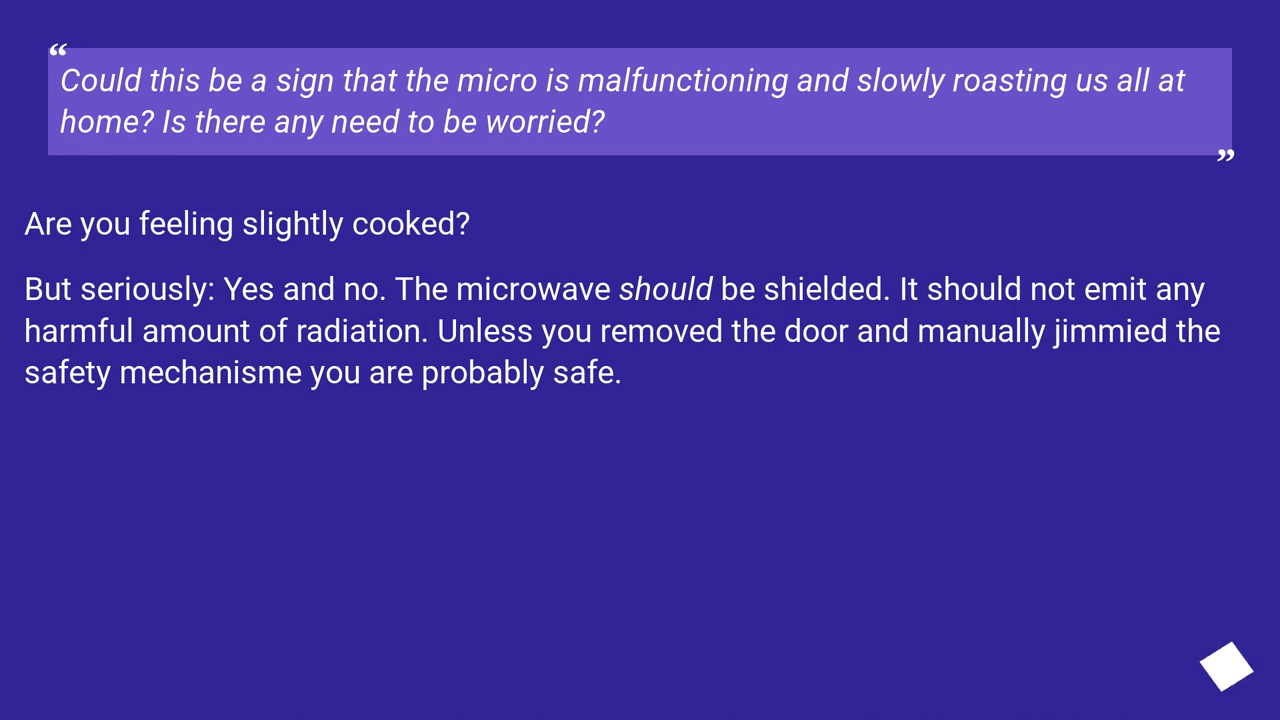 “
Could this be a sign that the micro is malfunctioning and slowly roasting us all at
home? Is there any need to be worried?
”
Are you feeling slightly cooked?
But seriously: Yes and no. The microwave should be shielded. It should not emit any
harmful amount of radiation. Unless you removed the door and manually jimmied the
safety mechanisme you are probably safe.